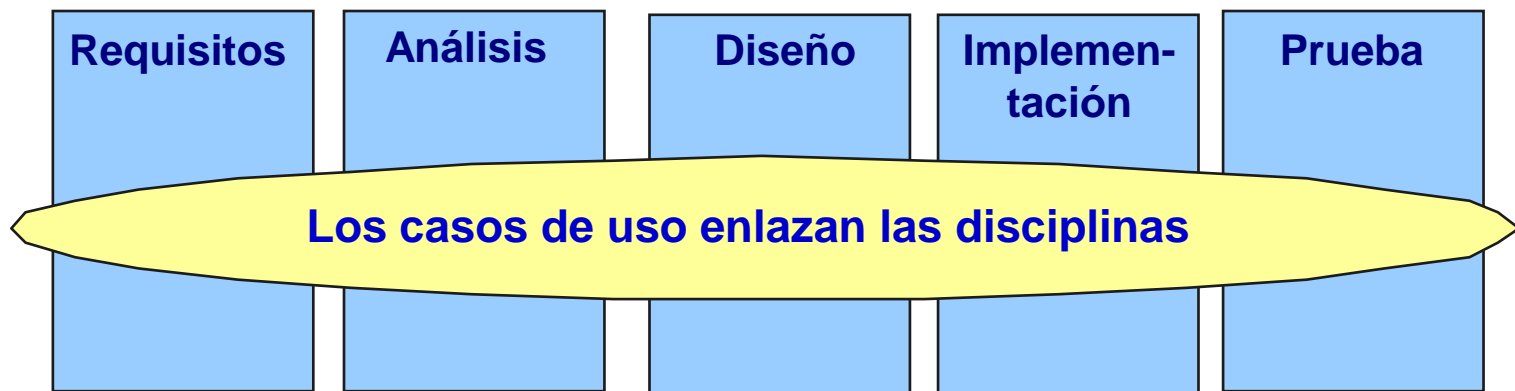 Requisitos
Análisis
Diseño
Implemen-
tación
Prueba
Los casos de uso enlazan las disciplinas